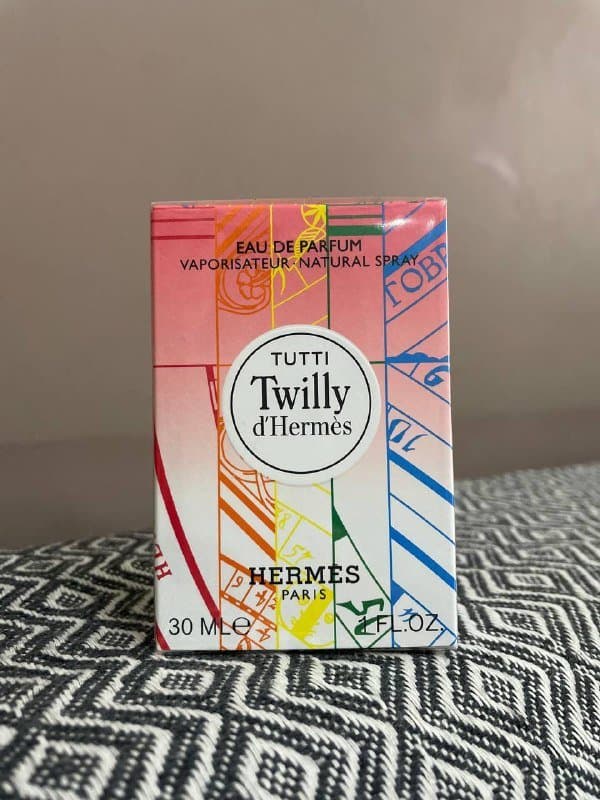 EAU DE PARFUM
VAPORISATEUR · NATURAL SPRAY
TUTTI
Twilly
d'Hermès
HERMÈS
PARIS
30 ML℮ 1 FL.OZ.